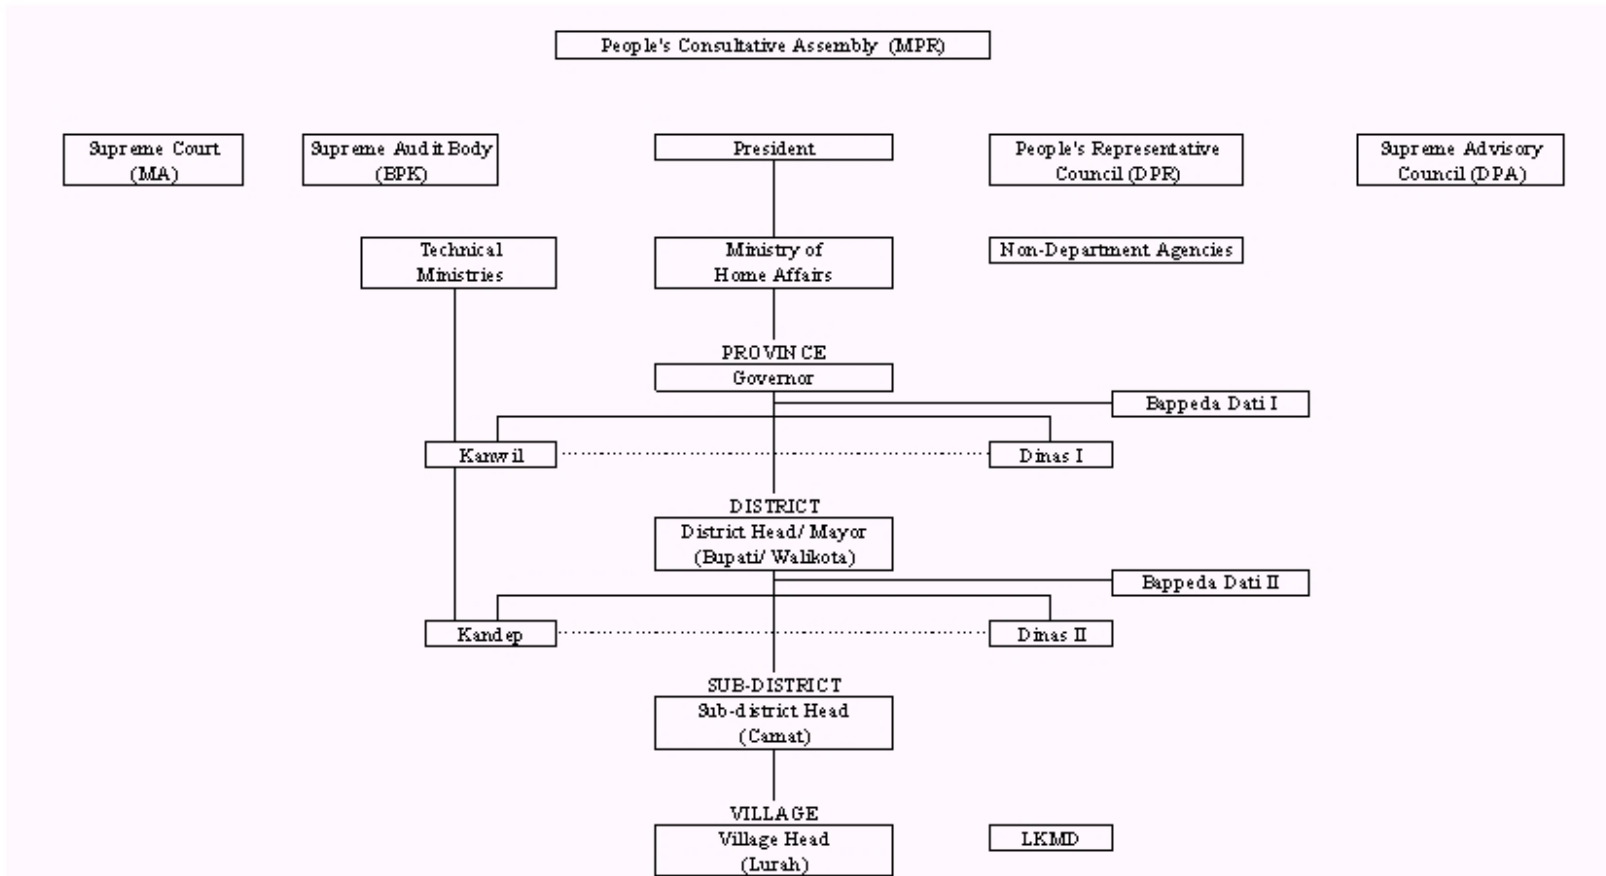 People's Consultative Assembly (MPR)
Supreme Court
(MA)
Supreme Audit Body
(BPK)
President
People's Representative
Council (DPR)
Supreme Advisory
Council (DPA)
Technical
Ministries
Ministry of
Home Affairs
Non-Department Agencies
PROVINCE
Governor
Bappeda Dati I
Kanwil
Dinas I
DISTRICT
District Head/ Mayor
(Bupati/ Walikota)
Bappeda Dati II
Kandep
Dinas II
SUB-DISTRICT
Sub-district Head
(Camat)
VILLAGE
Village Head
(Lurah)
LKMD